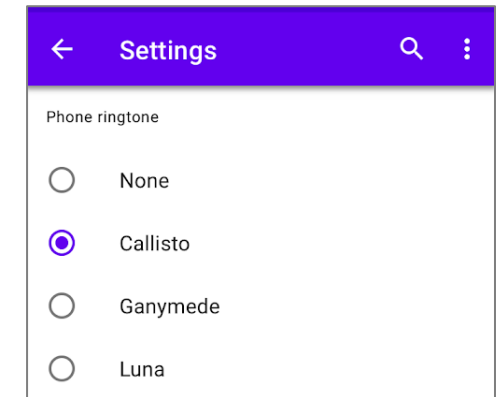 Settings
Phone ringtone
None
Callisto
Ganymede
Luna